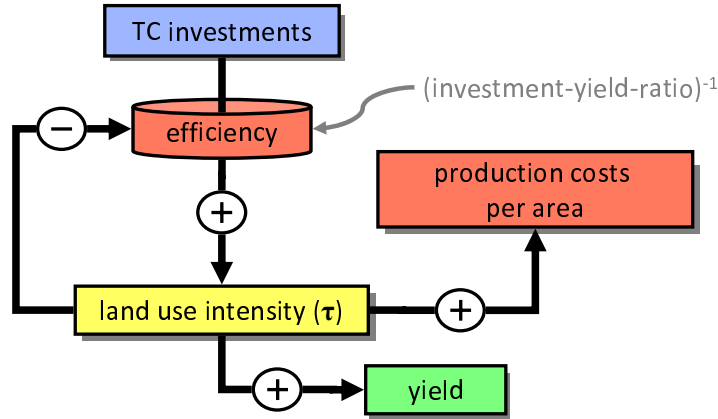 TC investments
(investment-yield-ratio)⁻¹
−
efficiency
production costs
per area
+
land use intensity (τ)
+
+
yield